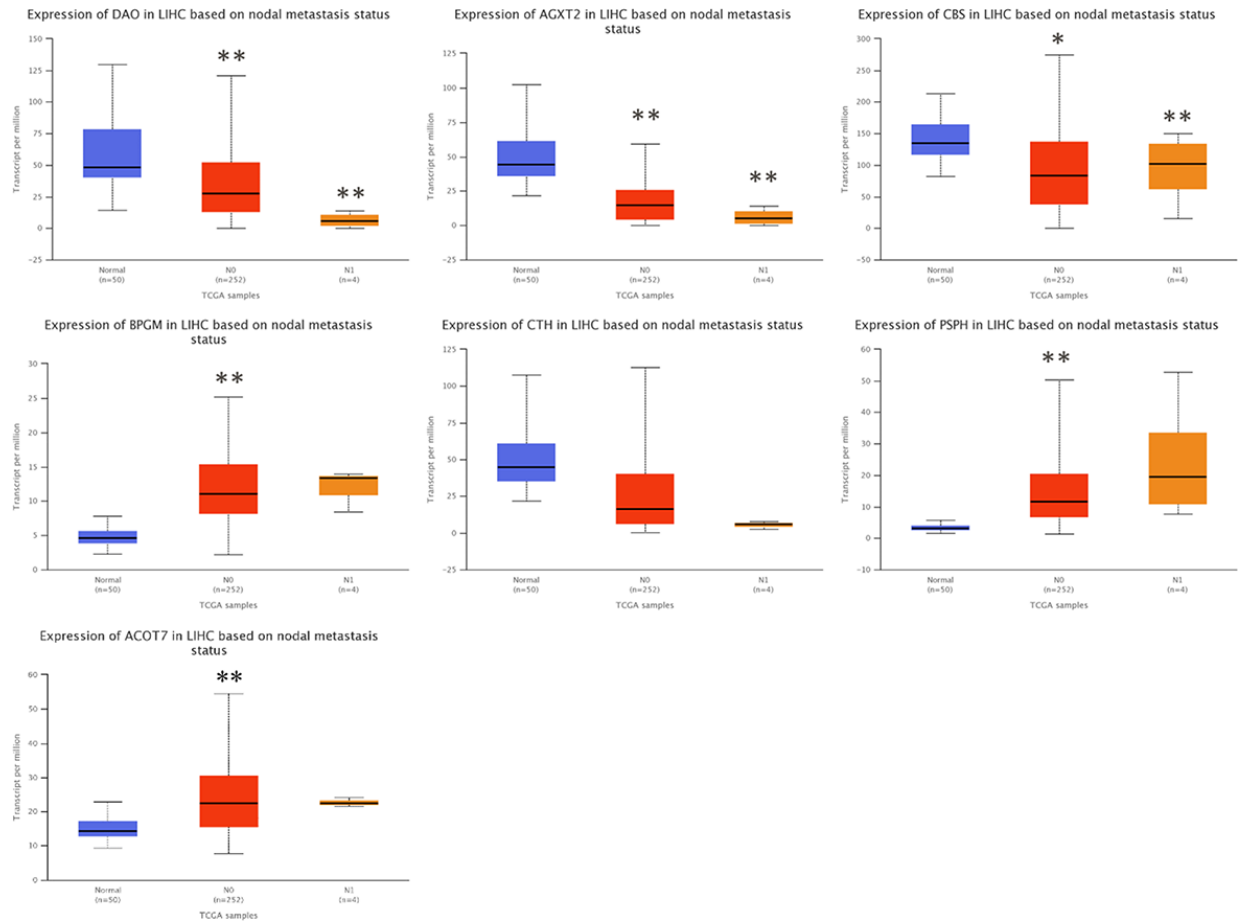 Expression of DAO in LIHC based on nodal metastasis status
150
125
100
75
50
25
0
−25
Transcript per million
**
**
Normal
(n=50)
N0
(n=252)
N1
(n=4)
TCGA samples
Expression of AGXT2 in LIHC based on nodal metastasis
status
125
100
75
50
25
0
−25
Transcript per million
**
**
Normal
(n=50)
N0
(n=252)
N1
(n=4)
TCGA samples
Expression of CBS in LIHC based on nodal metastasis status
300
250
200
150
100
50
0
−50
Transcript per million
*
**
Normal
(n=50)
N0
(n=252)
N1
(n=4)
TCGA samples
Expression of BPGM in LIHC based on nodal metastasis
status
30
25
20
15
10
5
0
Transcript per million
**
Normal
(n=50)
N0
(n=252)
N1
(n=4)
TCGA samples
Expression of CTH in LIHC based on nodal metastasis status
125
100
75
50
25
0
−25
Transcript per million
Normal
(n=50)
N0
(n=252)
N1
(n=4)
TCGA samples
Expression of PSPH in LIHC based on nodal metastasis status
60
50
40
30
20
10
0
−10
Transcript per million
**
Normal
(n=50)
N0
(n=252)
N1
(n=4)
TCGA samples
Expression of ACOT7 in LIHC based on nodal metastasis
status
60
50
40
30
20
10
0
Transcript per million
**
Normal
(n=50)
N0
(n=252)
N1
(n=4)
TCGA samples